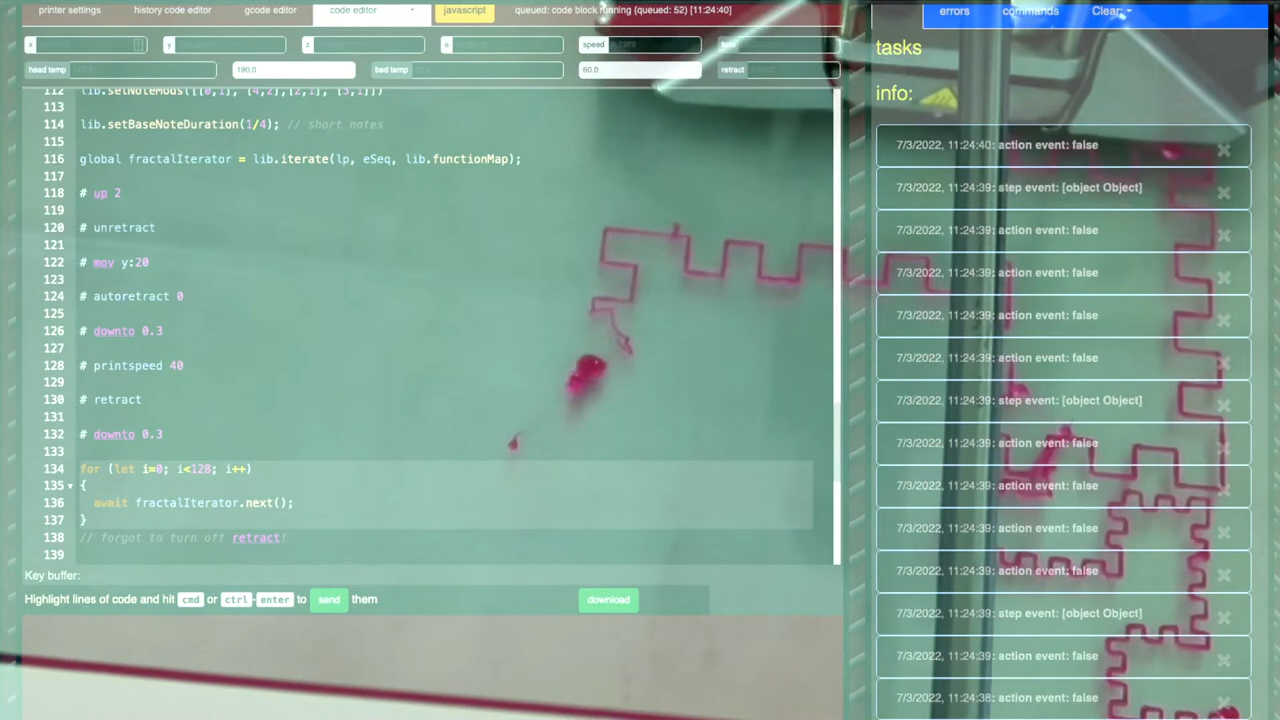 printer settings history code editor gcode editor code editor javascript queued: code block running (queued: 52) [11:24:40]
errors commands Clear:
x y z speed
head temp 190.0 bed temp 60.0 retract
tasks
info:
112 lib.setNoteMods([[0,1], [4,2],[2,1], [5,1]])
113
114 lib.setBaseNoteDuration(1/4); // short notes
115
116 global fractalIterator = lib.iterate(lp, eSeq, lib.functionMap);
117
118 # up 2
119
120 # unretract
121
122 # mov y:20
123
124 # autoretract 0
125
126 # downto 0.3
127
128 # printspeed 40
129
130 # retract
131
132 # downto 0.3
133
134 for (let i=0; i<128; i++)
135 {
136 await fractalIterator.next();
137 }
138 // forgot to turn off retract!
139
Key buffer:
Highlight lines of code and hit cmd or ctrl-enter to send them
download
7/3/2022, 11:24:40: action event: false
7/3/2022, 11:24:39: step event: [object Object]
7/3/2022, 11:24:39: action event: false
7/3/2022, 11:24:39: action event: false
7/3/2022, 11:24:39: action event: false
7/3/2022, 11:24:39: action event: false
7/3/2022, 11:24:39: step event: [object Object]
7/3/2022, 11:24:39: action event: false
7/3/2022, 11:24:39: action event: false
7/3/2022, 11:24:39: action event: false
7/3/2022, 11:24:39: action event: false
7/3/2022, 11:24:39: step event: [object Object]
7/3/2022, 11:24:39: action event: false
7/3/2022, 11:24:38: action event: false